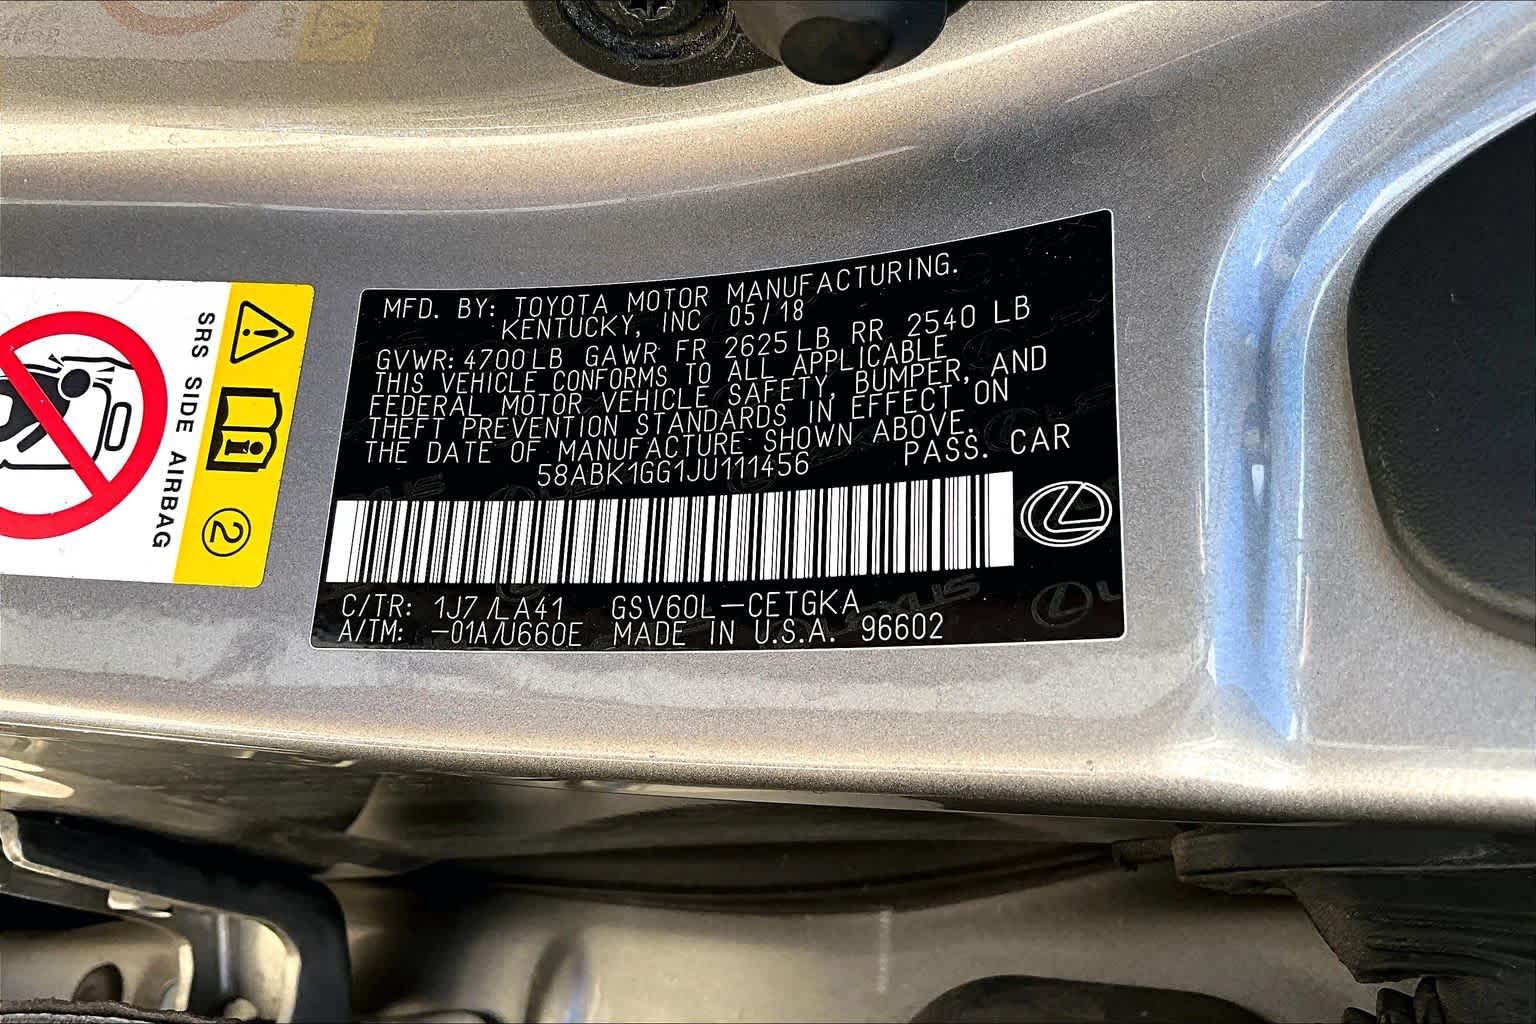 MFD. BY: TOYOTA MOTOR MANUFACTURING.
KENTUCKY, INC 05/18
GVWR: 4700LB GAWR FR 2625LB RR 2540 LB
THIS VEHICLE CONFORMS TO ALL APPLICABLE
FEDERAL MOTOR VEHICLE SAFETY, BUMPER, AND
THEFT PREVENTION STANDARDS IN EFFECT ON
THE DATE OF MANUFACTURE SHOWN ABOVE.
58ABK1GG1JU111456 PASS. CAR
C/TR: 1J7/LA41 GSV60L-CETGKA
A/TM: -01A/U660E MADE IN U.S.A. 96602
SRS SIDE AIRBAG
2
LEXUS